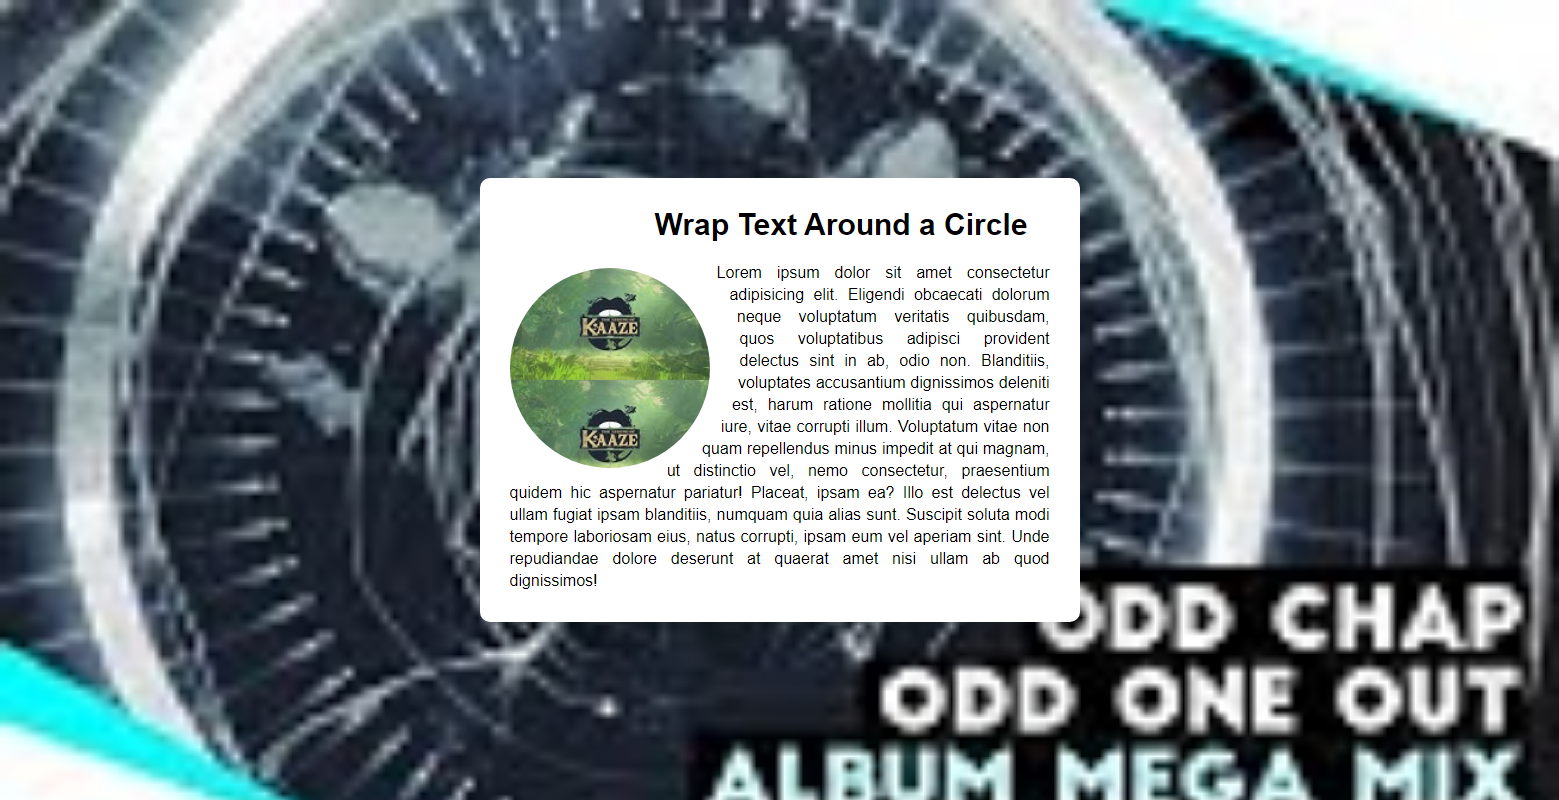 Wrap Text Around a Circle
Lorem ipsum dolor sit amet consectetur
adipisicing elit. Eligendi obcaecati dolorum
neque voluptatum veritatis quibusdam,
quos voluptatibus adipisci provident
delectus sint in ab, odio non. Blanditiis,
voluptates accusantium dignissimos deleniti
est, harum ratione mollitia qui aspernatur
iure, vitae corrupti illum. Voluptatum vitae non
quam repellendus minus impedit at qui magnam,
ut distinctio vel, nemo consectetur, praesentium
quidem hic aspernatur pariatur! Placeat, ipsam ea? Illo est delectus vel
ullam fugiat ipsam blanditiis, numquam quia alias sunt. Suscipit soluta modi
tempore laboriosam eius, natus corrupti, ipsam eum vel aperiam sint. Unde
repudiandae dolore deserunt at quaerat amet nisi ullam ab quod
dignissimos!
KAAZE
KAAZE
ODD CHAP
ODD ONE OUT
ALBUM MEGA MIX